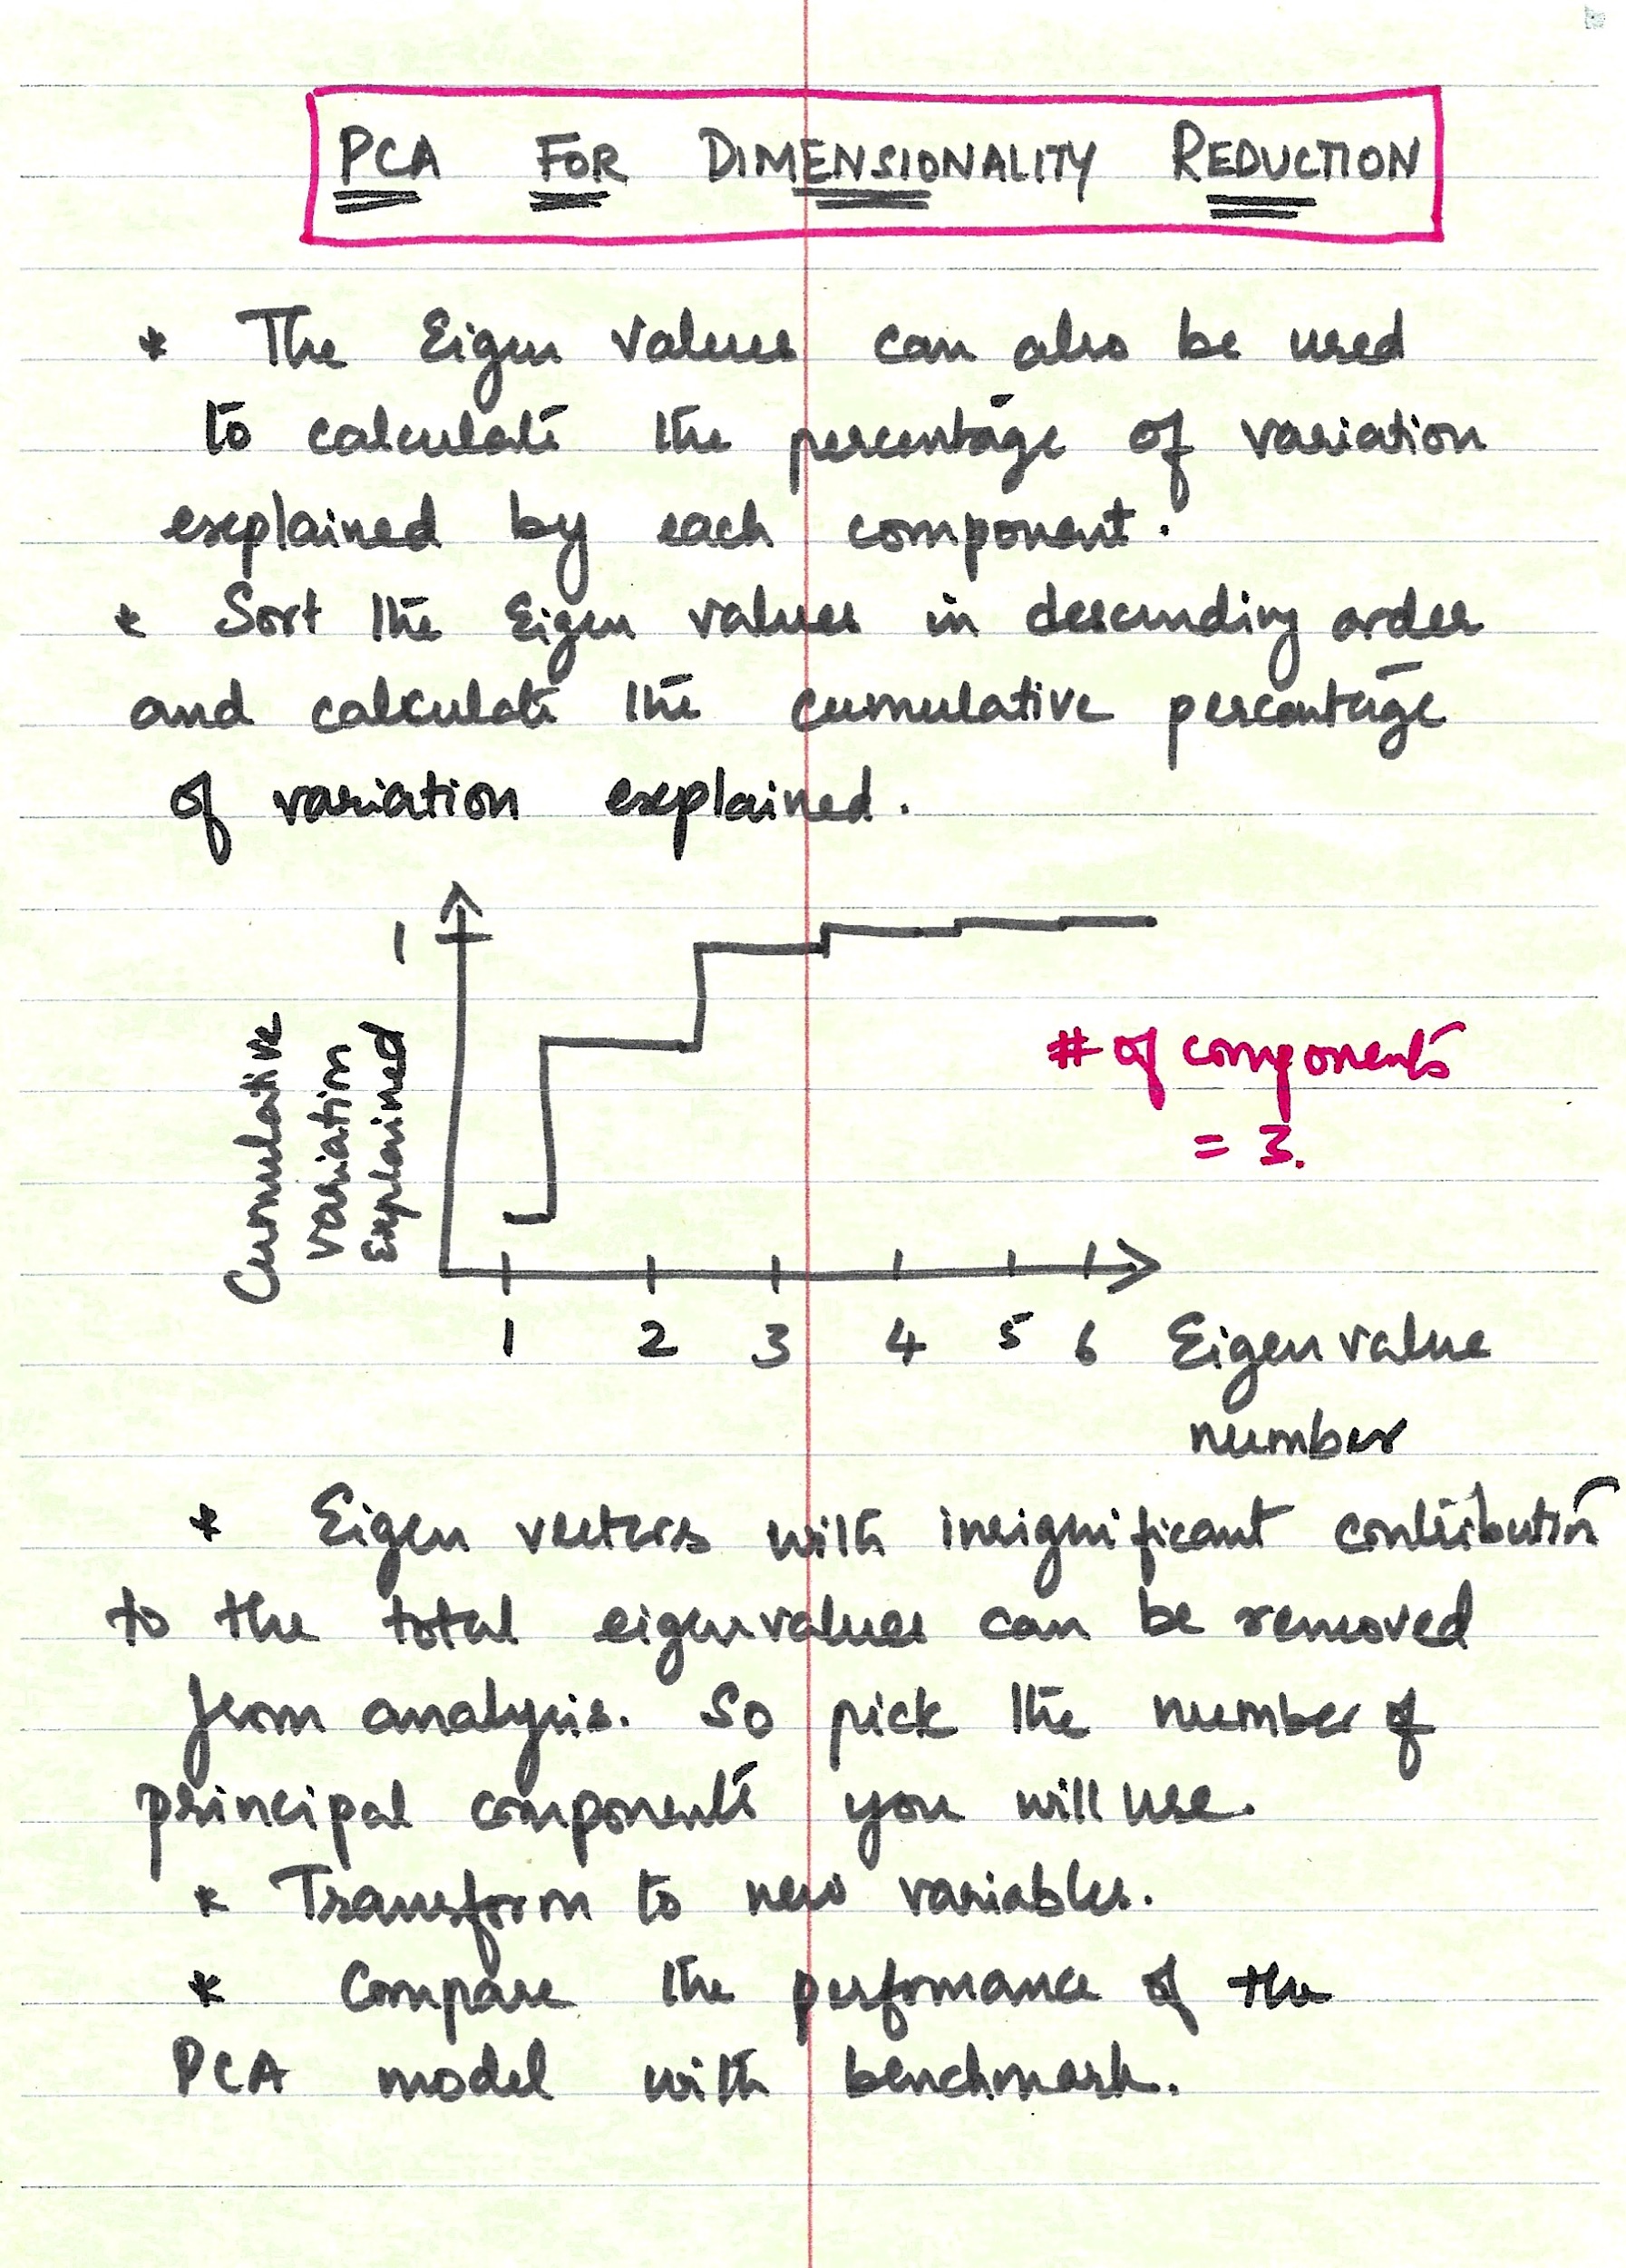 PCA FOR DIMENSIONALITY REDUCTION
* The Eigen values can also be used
to calculate the percentage of variation
explained by each component.
* Sort the Eigen values in descending order
and calculate the cumulative percentage
of variation explained.
1
Cumulative
variation
explained
# of components
= 3.
1 2 3 4 5 6 Eigenvalue
number
* Eigen vectors with insignificant contribution
to the total eigenvalues can be removed
from analysis. So pick the number of
principal components you will use.
* Transform to new variables.
* Compare the perfomance of the
PCA model with benchmark.